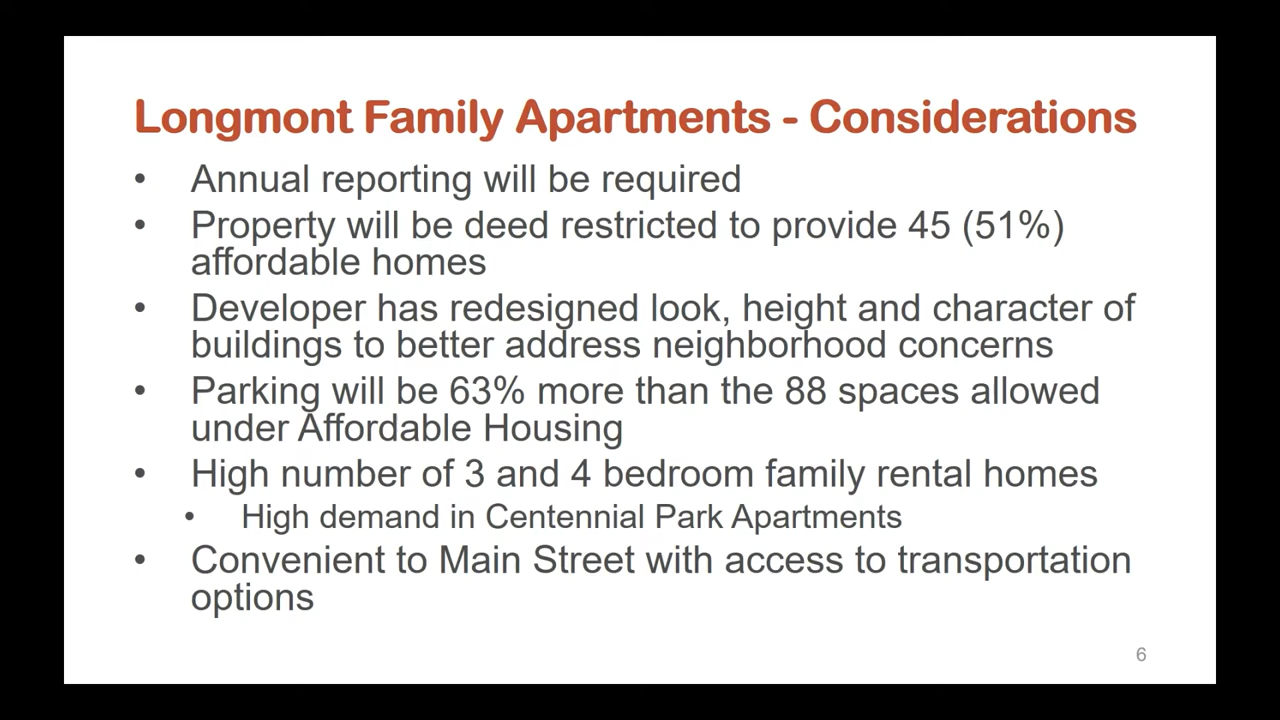 Longmont Family Apartments - Considerations
• Annual reporting will be required
• Property will be deed restricted to provide 45 (51%)
affordable homes
• Developer has redesigned look, height and character of
buildings to better address neighborhood concerns
• Parking will be 63% more than the 88 spaces allowed
under Affordable Housing
• High number of 3 and 4 bedroom family rental homes
• High demand in Centennial Park Apartments
• Convenient to Main Street with access to transportation
options
6